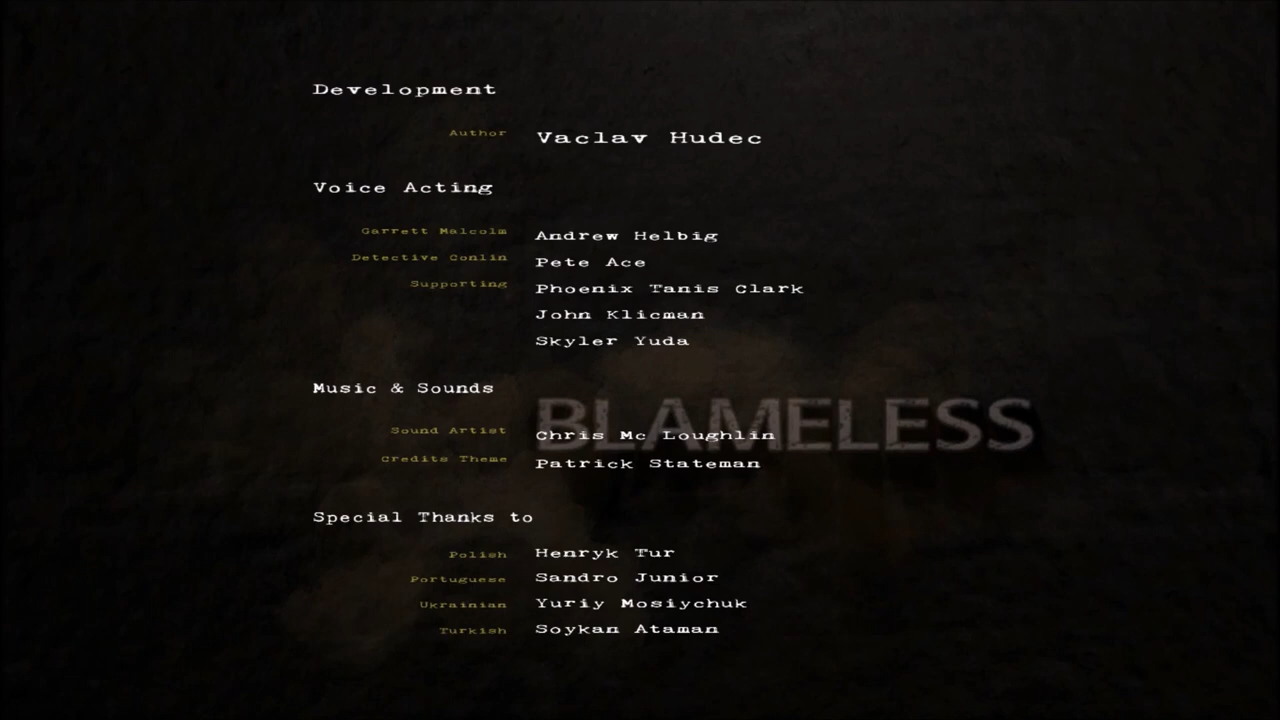 Development
Author Vaclav Hudec
Voice Acting
Garrett Malcolm Andrew Helbig
Detective Conlin Pete Ace
Supporting Phoenix Tanis Clark
John Klicman
Skyler Yuda
Music & Sounds
BLAMELESS
Sound Artist Chris Mc Loughlin
Credits Theme Patrick Stateman
Special Thanks to
Polish Henryk Tur
Portuguese Sandro Junior
Ukrainian Yuriy Mosiychuk
Turkish Soykan Ataman